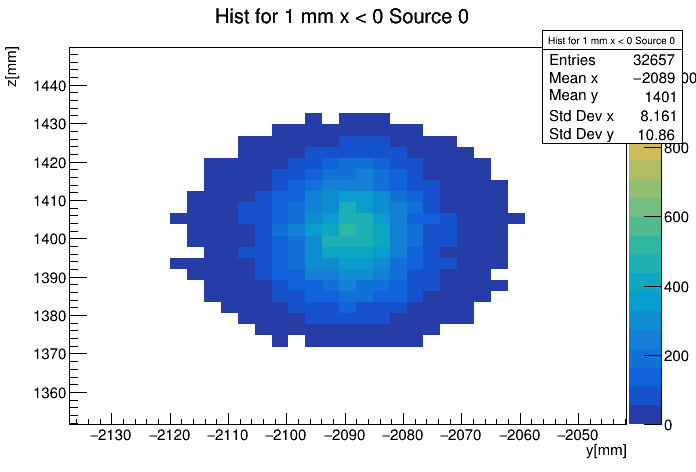 Hist for 1 mm x < 0 Source 0
z[mm]
Hist for 1 mm x < 0 Source 0
Entries 32657
Mean x −2089
Mean y 1401
Std Dev x 8.161
Std Dev y 10.86
00
800
600
400
200
0
1440
1430
1420
1410
1400
1390
1380
1370
1360
−2130 −2120 −2110 −2100 −2090 −2080 −2070 −2060 −2050
y[mm]